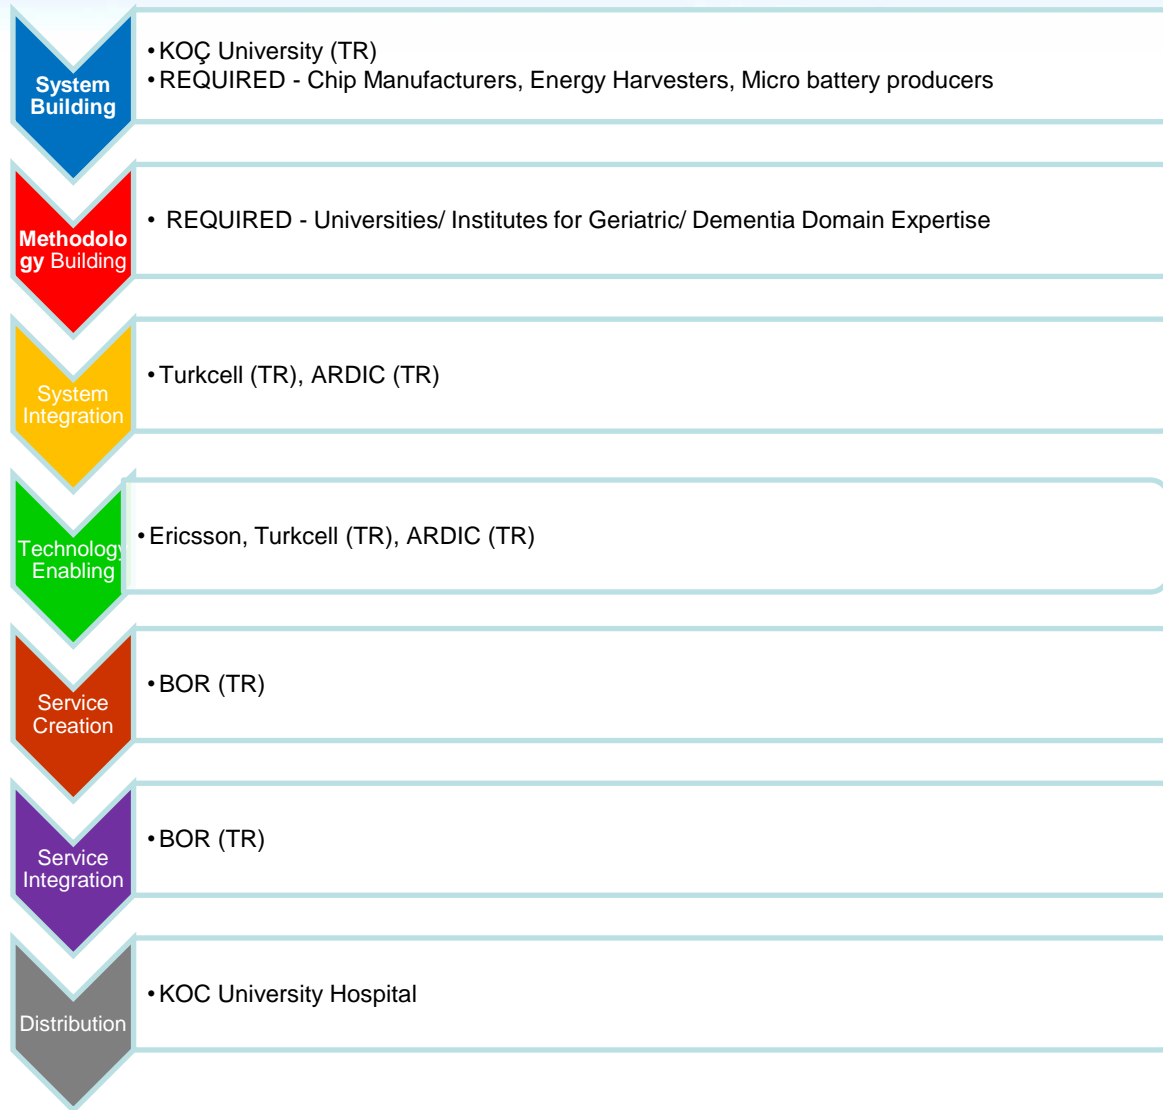 System
Building
• KOÇ University (TR)
• REQUIRED - Chip Manufacturers, Energy Harvesters, Micro battery producers
Methodolo
gy Building
• REQUIRED - Universities/ Institutes for Geriatric/ Dementia Domain Expertise
System
Integration
• Turkcell (TR), ARDIC (TR)
Technology
Enabling
• Ericsson, Turkcell (TR), ARDIC (TR)
Service
Creation
• BOR (TR)
Service
Integration
• BOR (TR)
Distribution
• KOC University Hospital